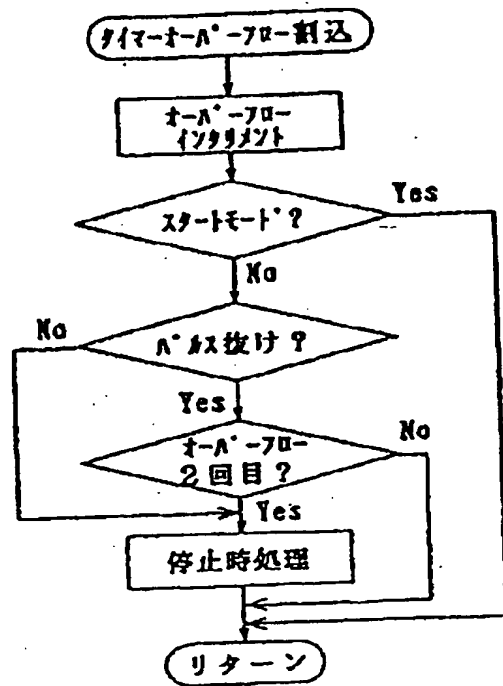 タイマーオーバーフロー割込
オーバーフロー
インクリメント
スタートモード?
Yes
No
パルス抜け?
No
Yes
オーバーフロー
2回目?
No
Yes
停止時処理
リターン